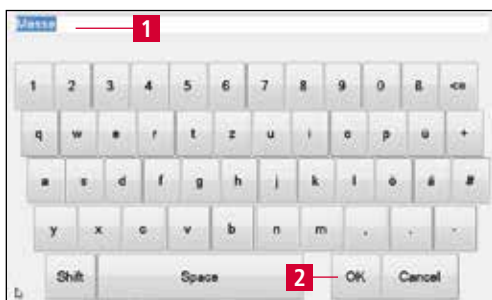 Masse 1
1 2 3 4 5 6 7 8 9 0 ß <=
q w e r t z u i o p ü +
a s d f g h j k l ö ä #
y x c v b n m , . -
Shift Space 2 OK Cancel